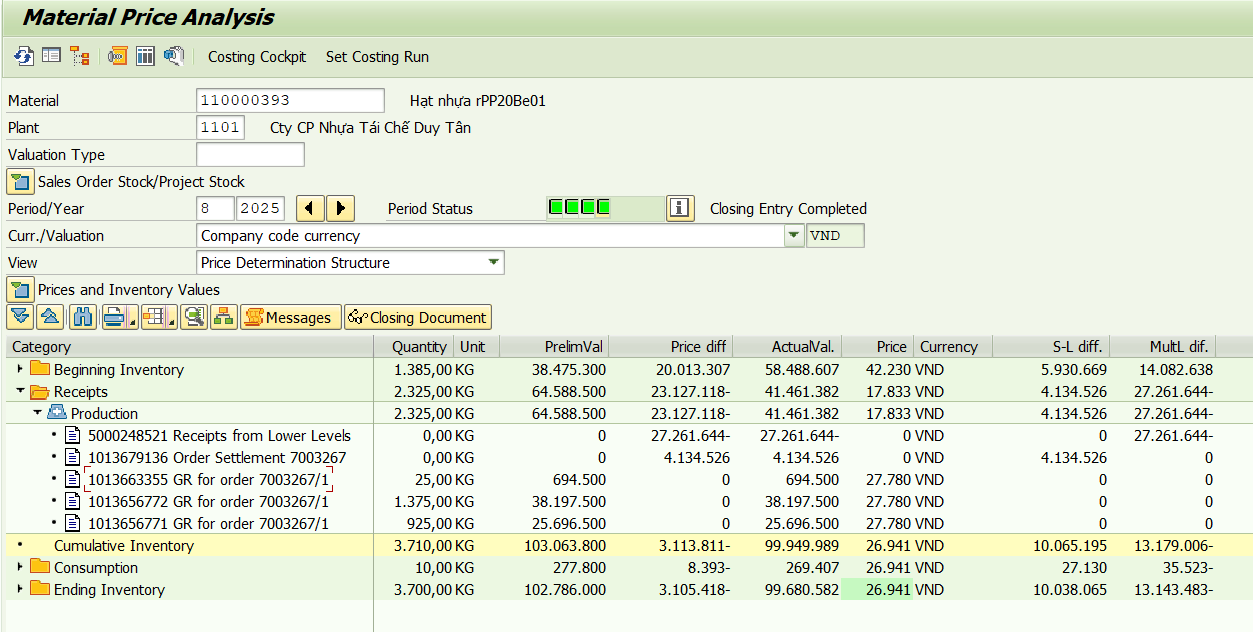 Material Price Analysis
Costing Cockpit Set Costing Run
Material 110000393 Hạt nhựa rPP20Be01
Plant 1101 Cty CP Nhựa Tái Chế Duy Tân
Valuation Type
Sales Order Stock/Project Stock
Period/Year 8 2025 Period Status Closing Entry Completed
Curr./Valuation Company code currency VND
View Price Determination Structure
Prices and Inventory Values
Messages Closing Document
Category Quantity Unit PrelimVal Price diff ActualVal. Price Currency S-L diff. MultL dif.
Beginning Inventory 1.385,00 KG 38.475.300 20.013.307 58.488.607 42.230 VND 5.930.669 14.082.638
Receipts 2.325,00 KG 64.588.500 23.127.118- 41.461.382 17.833 VND 4.134.526 27.261.644-
Production 2.325,00 KG 64.588.500 23.127.118- 41.461.382 17.833 VND 4.134.526 27.261.644-
5000248521 Receipts from Lower Levels 0,00 KG 0 27.261.644- 27.261.644- 0 VND 0 27.261.644-
1013679136 Order Settlement 7003267 0,00 KG 0 4.134.526 4.134.526 0 VND 4.134.526 0
1013663355 GR for order 7003267/1 25,00 KG 694.500 0 694.500 27.780 VND 0 0
1013656772 GR for order 7003267/1 1.375,00 KG 38.197.500 0 38.197.500 27.780 VND 0 0
1013656771 GR for order 7003267/1 925,00 KG 25.696.500 0 25.696.500 27.780 VND 0 0
Cumulative Inventory 3.710,00 KG 103.063.800 3.113.811- 99.949.989 26.941 VND 10.065.195 13.179.006-
Consumption 10,00 KG 277.800 8.393- 269.407 26.941 VND 27.130 35.523-
Ending Inventory 3.700,00 KG 102.786.000 3.105.418- 99.680.582 26.941 VND 10.038.065 13.143.483-